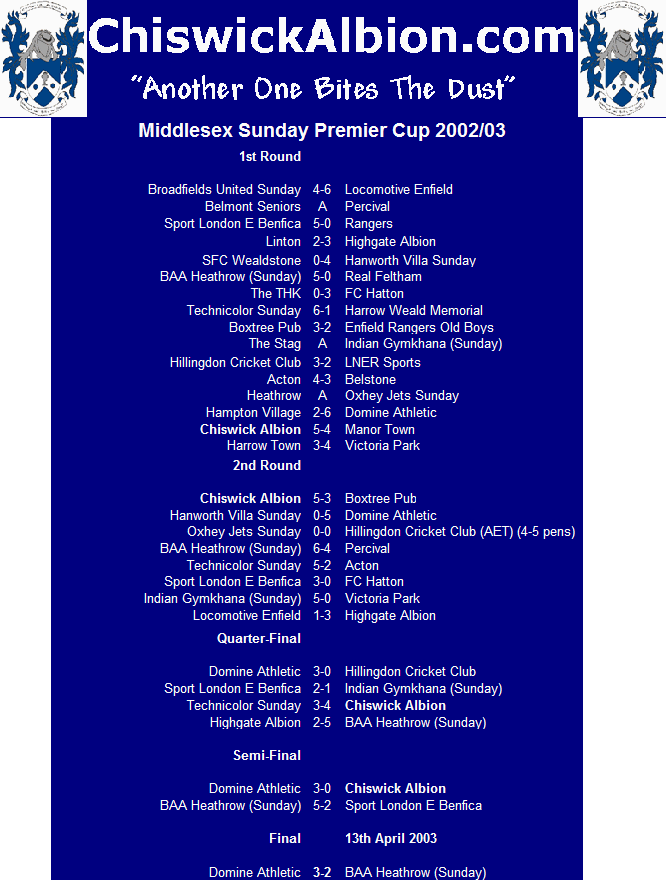 ChiswickAlbion.com
"Another One Bites The Dust"
Middlesex Sunday Premier Cup 2002/03
1st Round
Broadfields United Sunday 4-6 Locomotive Enfield
Belmont Seniors A Percival
Sport London E Benfica 5-0 Rangers
Linton 2-3 Highgate Albion
SFC Wealdstone 0-4 Hanworth Villa Sunday
BAA Heathrow (Sunday) 5-0 Real Feltham
The THK 0-3 FC Hatton
Technicolor Sunday 6-1 Harrow Weald Memorial
Boxtree Pub 3-2 Enfield Rangers Old Boys
The Stag A Indian Gymkhana (Sunday)
Hillingdon Cricket Club 3-2 LNER Sports
Acton 4-3 Belstone
Heathrow A Oxhey Jets Sunday
Hampton Village 2-6 Domine Athletic
Chiswick Albion 5-4 Manor Town
Harrow Town 3-4 Victoria Park
2nd Round
Chiswick Albion 5-3 Boxtree Pub
Hanworth Villa Sunday 0-5 Domine Athletic
Oxhey Jets Sunday 0-0 Hillingdon Cricket Club (AET) (4-5 pens)
BAA Heathrow (Sunday) 6-4 Percival
Technicolor Sunday 5-2 Acton
Sport London E Benfica 3-0 FC Hatton
Indian Gymkhana (Sunday) 5-0 Victoria Park
Locomotive Enfield 1-3 Highgate Albion
Quarter-Final
Domine Athletic 3-0 Hillingdon Cricket Club
Sport London E Benfica 2-1 Indian Gymkhana (Sunday)
Technicolor Sunday 3-4 Chiswick Albion
Highgate Albion 2-5 BAA Heathrow (Sunday)
Semi-Final
Domine Athletic 3-0 Chiswick Albion
BAA Heathrow (Sunday) 5-2 Sport London E Benfica
Final 13th April 2003
Domine Athletic 3-2 BAA Heathrow (Sunday)